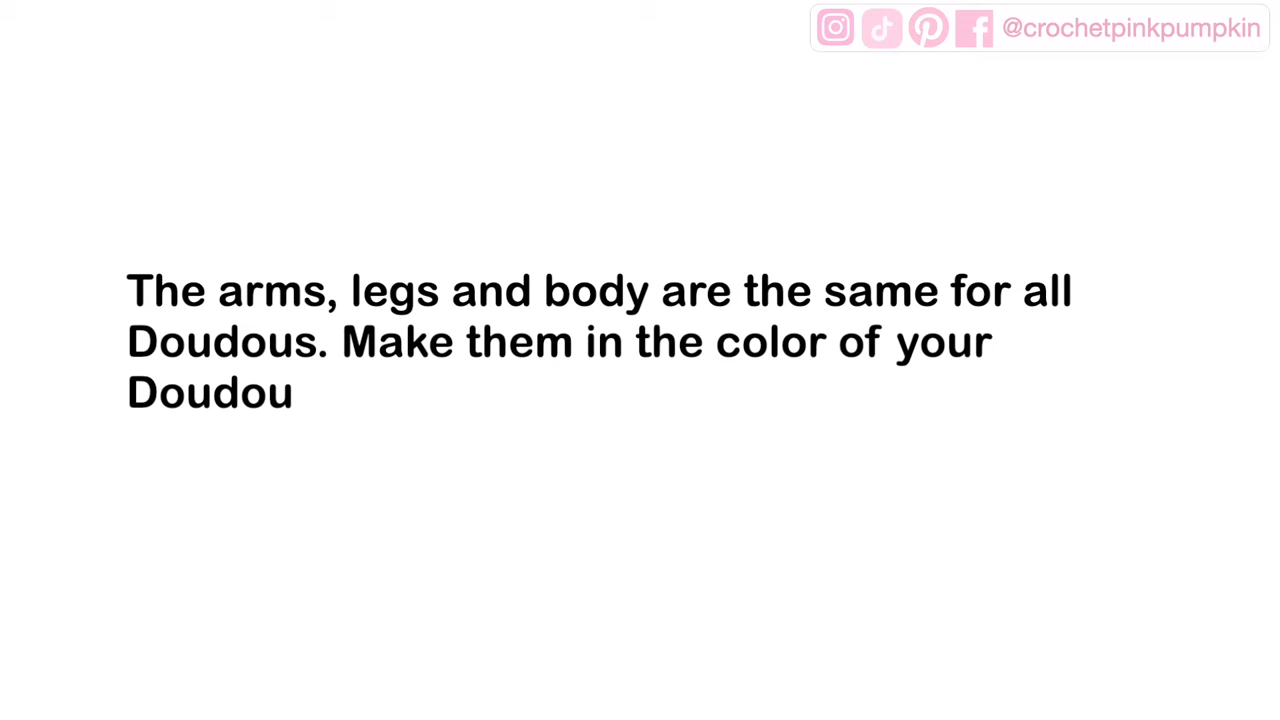 @crochetpinkpumpkin
The arms, legs and body are the same for all
Doudous. Make them in the color of your
Doudou